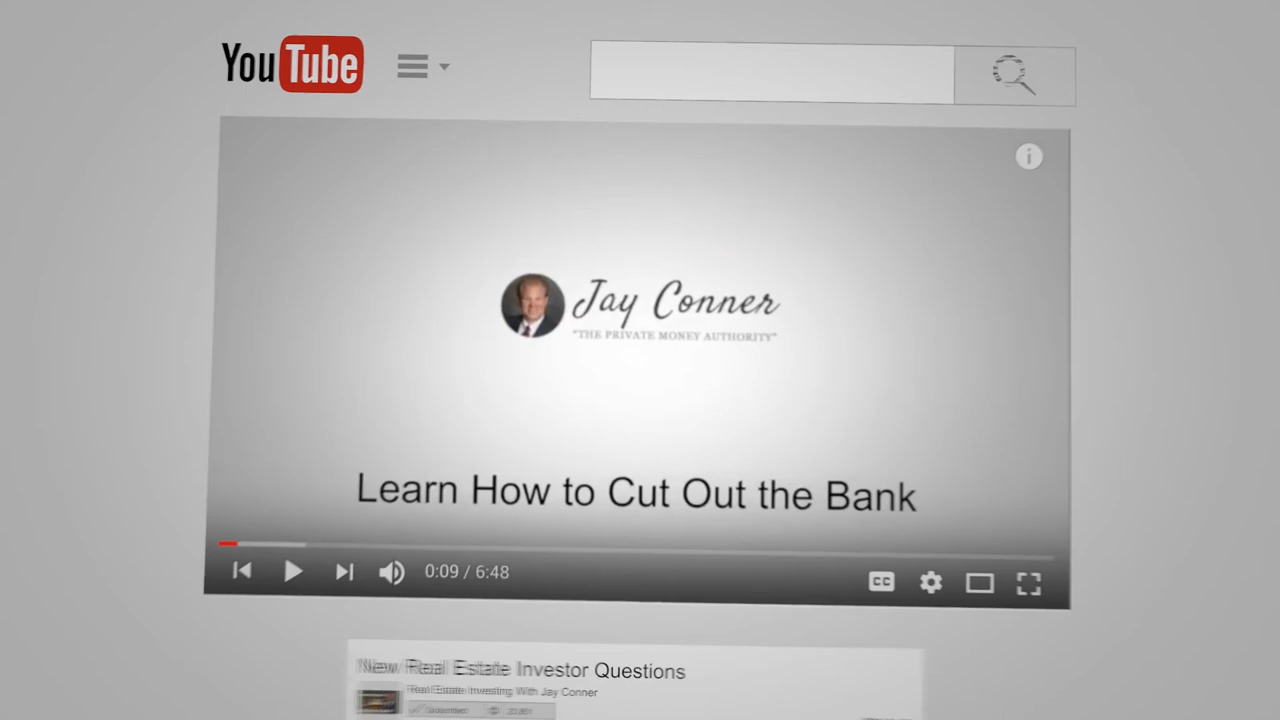 YouTube
Jay Conner
"THE PRIVATE MONEY AUTHORITY"
Learn How to Cut Out the Bank
0:09 / 6:48
CC
New Real Estate Investor Questions
Real Estate Investing With Jay Conner